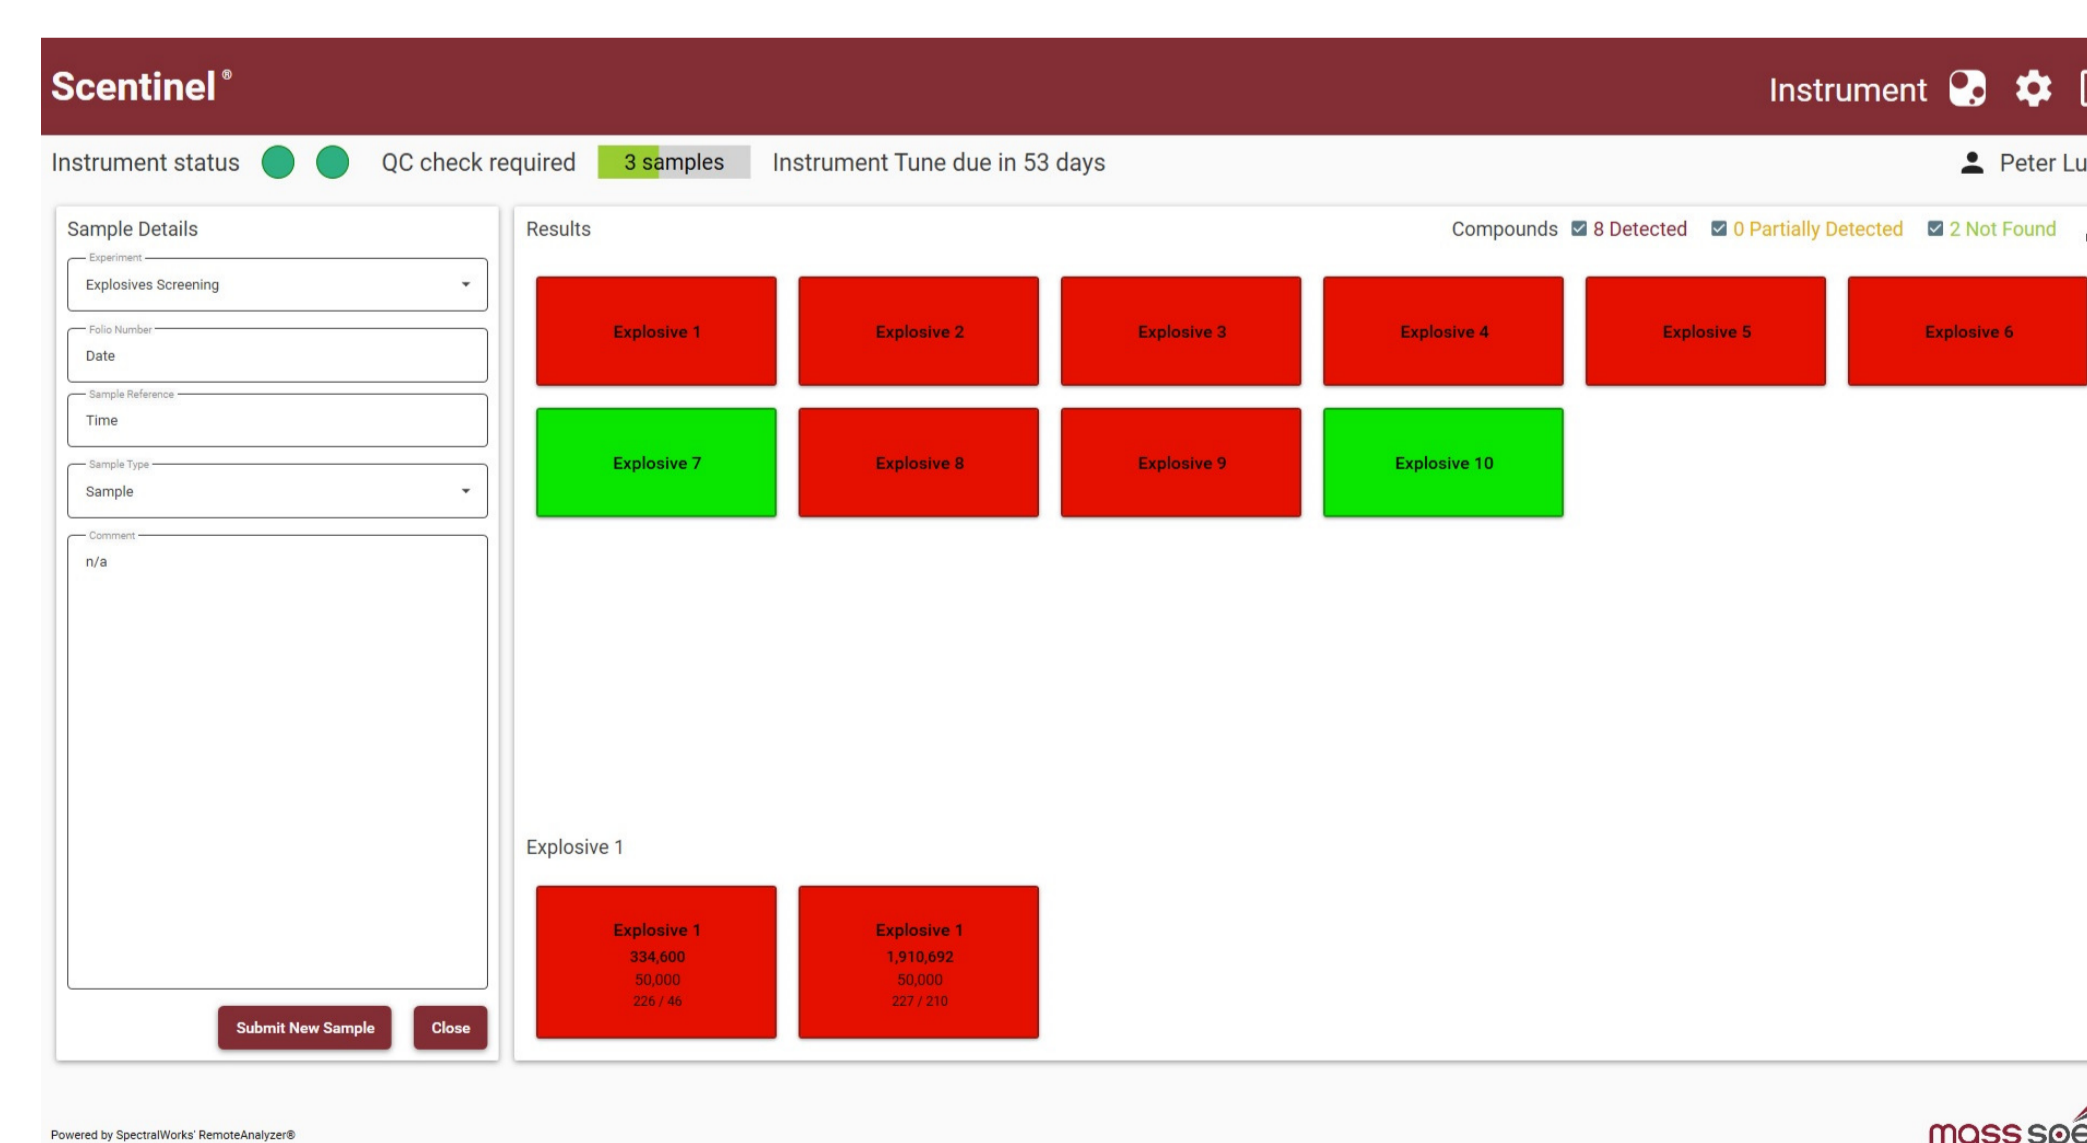 Scentinel®
Instrument
Instrument status
QC check required
3 samples
Instrument Tune due in 53 days
Peter Lu
Sample Details
Experiment
Explosives Screening
Folio Number
Date
Sample Reference
Time
Sample Type
Sample
Comment
n/a
Submit New Sample
Close
Results
Compounds
8 Detected
0 Partially Detected
2 Not Found
Explosive 1
Explosive 2
Explosive 3
Explosive 4
Explosive 5
Explosive 6
Explosive 7
Explosive 8
Explosive 9
Explosive 10
Explosive 1
Explosive 1
334,600
50,000
226 / 46
Explosive 1
1,910,692
50,000
227 / 210
Powered by SpectralWorks' RemoteAnalyzer®
mass spe